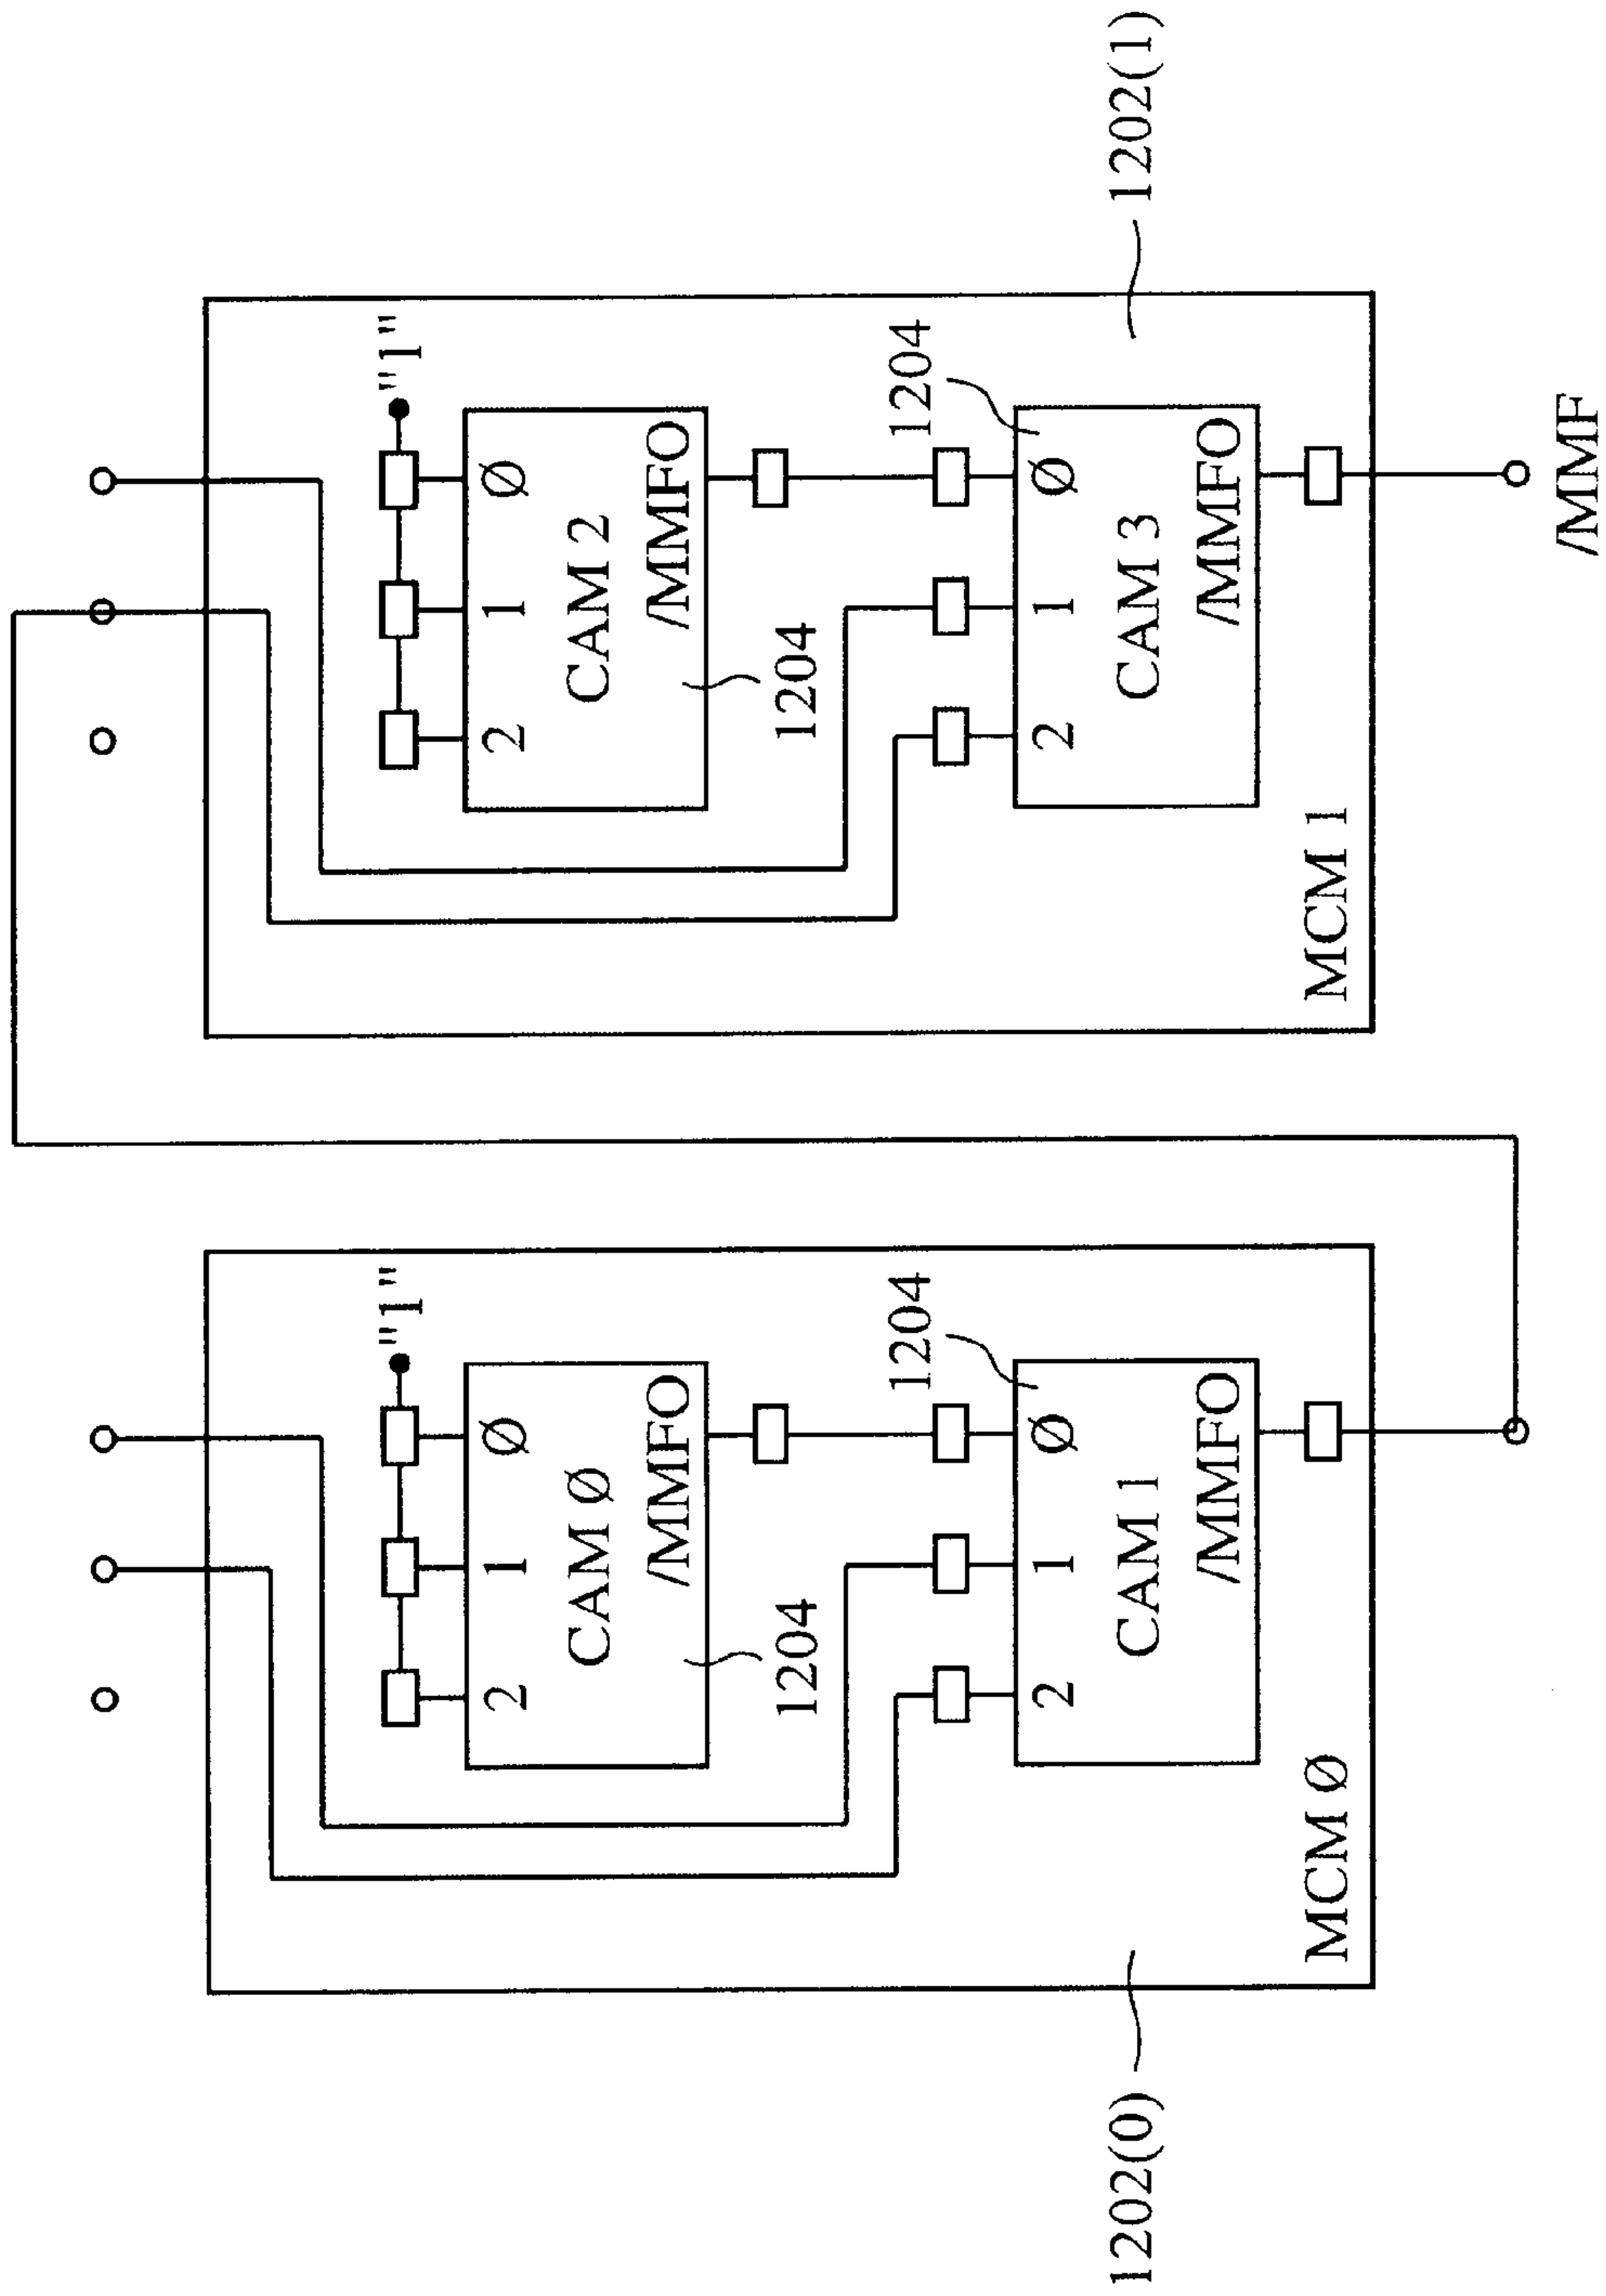 "1"
2 1 Ø
CAM Ø
/MMFO
1204
1204
2 1 Ø
CAM 1
/MMFO
MCM Ø
1202(0)
"1"
2 1 Ø
CAM 2
/MMFO
1204
1204
2 1 Ø
CAM 3
/MMFO
MCM 1
1202(1)
/MMF